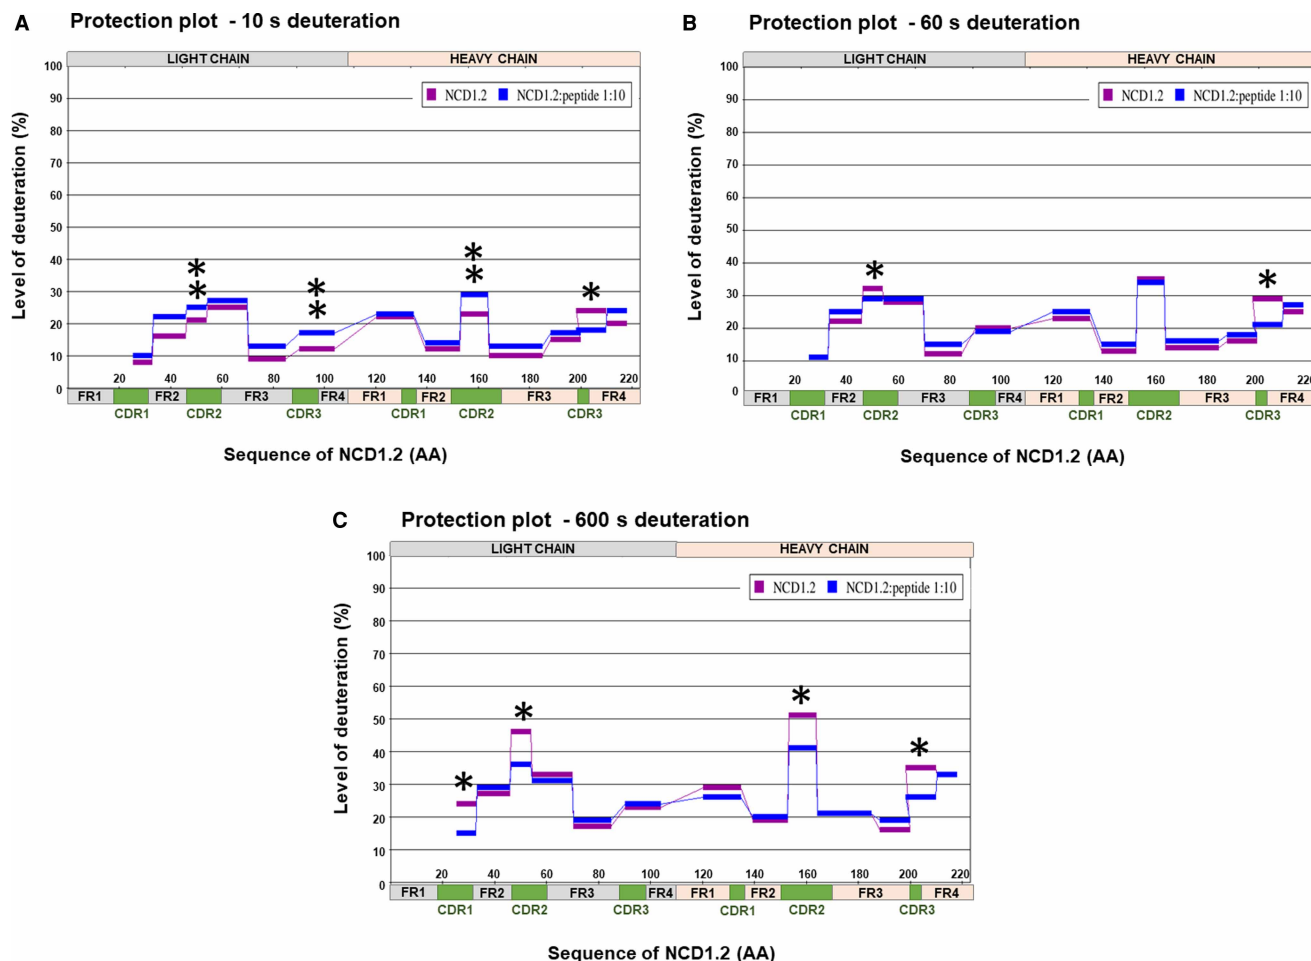 A Protection plot - 10 s deuteration
LIGHT CHAIN HEAVY CHAIN
NCD1.2 NCD1.2:peptide 1:10
Level of deuteration (%)
100
90
80
70
60
50
40
30
20
10
0
* * * * * * *
20 40 60 80 100 120 140 160 180 200 220
FR1 FR2 FR3 FR4 FR1 FR2 FR3 FR4
CDR1 CDR2 CDR3 CDR1 CDR2 CDR3
Sequence of NCD1.2 (AA)
B Protection plot - 60 s deuteration
LIGHT CHAIN HEAVY CHAIN
NCD1.2 NCD1.2:peptide 1:10
Level of deuteration (%)
100
90
80
70
60
50
40
30
20
10
0
* *
20 40 60 80 100 120 140 160 180 200 220
FR1 FR2 FR3 FR4 FR1 FR2 FR3 FR4
CDR1 CDR2 CDR3 CDR1 CDR2 CDR3
Sequence of NCD1.2 (AA)
C Protection plot - 600 s deuteration
LIGHT CHAIN HEAVY CHAIN
NCD1.2 NCD1.2:peptide 1:10
Level of deuteration (%)
100
90
80
70
60
50
40
30
20
10
0
* * * *
20 40 60 80 100 120 140 160 180 200 220
FR1 FR2 FR3 FR4 FR1 FR2 FR3 FR4
CDR1 CDR2 CDR3 CDR1 CDR2 CDR3
Sequence of NCD1.2 (AA)